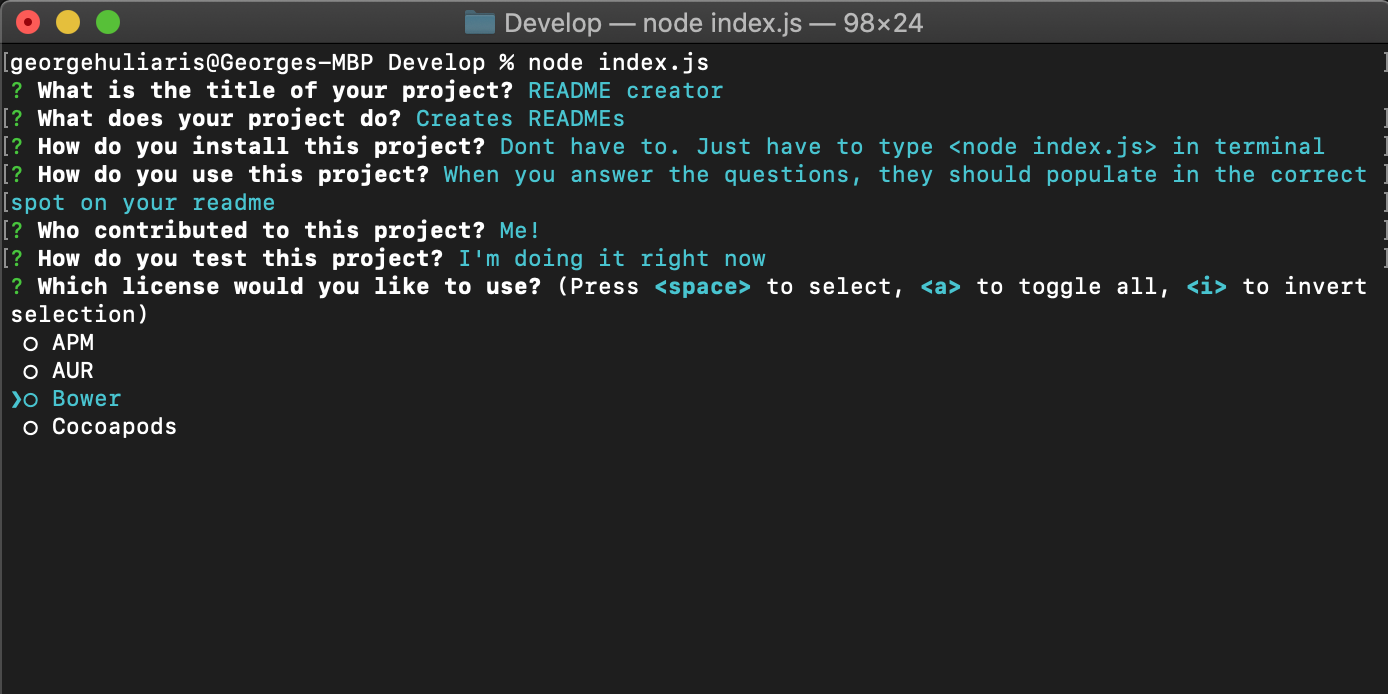 Develop — node index.js — 98×24
[georgehuliaris@Georges-MBP Develop % node index.js ]
? What is the title of your project? README creator
[? What does your project do? Creates READMEs ]
[? How do you install this project? Dont have to. Just have to type <node index.js> in terminal ]
[? How do you use this project? When you answer the questions, they should populate in the correct ]
[spot on your readme ]
[? Who contributed to this project? Me! ]
[? How do you test this project? I'm doing it right now ]
? Which license would you like to use? (Press <space> to select, <a> to toggle all, <i> to invert
selection)
○ APM
○ AUR
❯○ Bower
○ Cocoapods